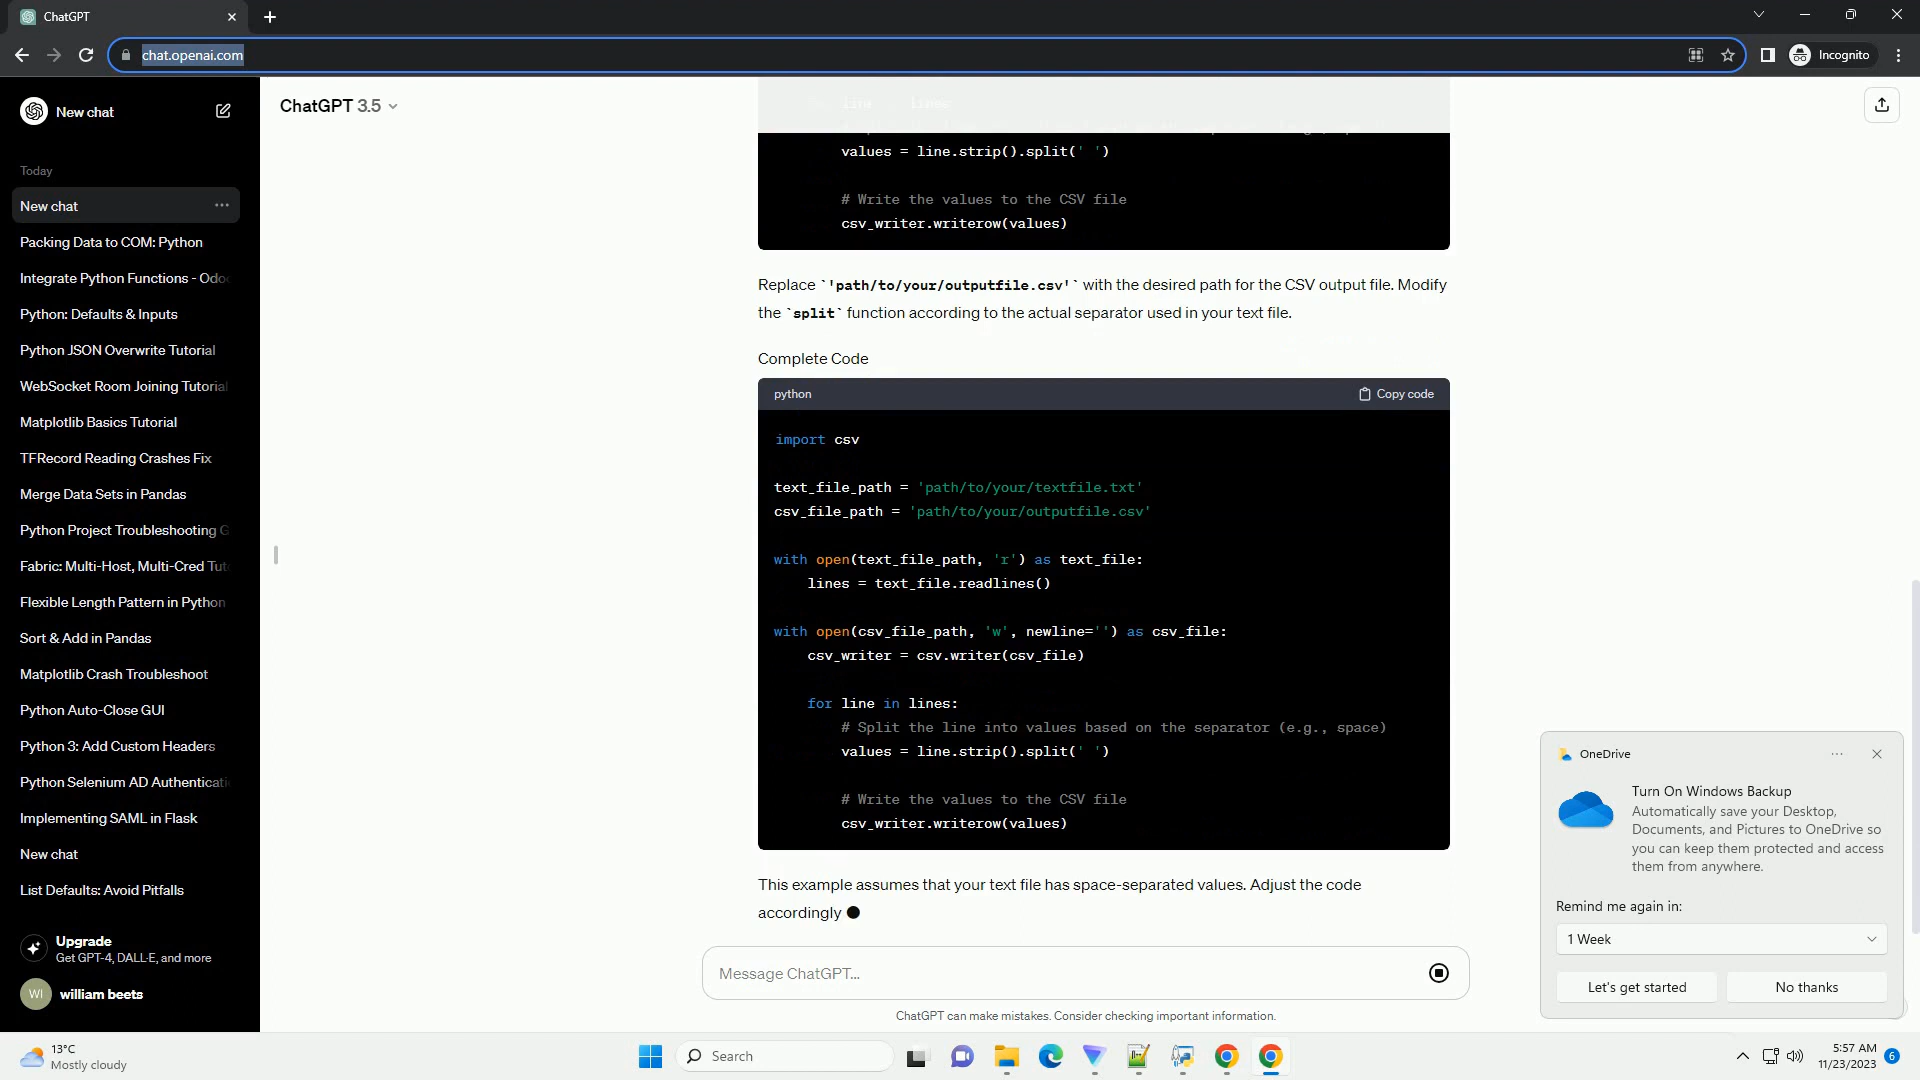 ChatGPT
chat.openai.com
Incognito
New chat
ChatGPT 3.5
Today
New chat
Packing Data to COM: Python
Integrate Python Functions - Odo
Python: Defaults & Inputs
Python JSON Overwrite Tutorial
WebSocket Room Joining Tutorial
Matplotlib Basics Tutorial
TFRecord Reading Crashes Fix
Merge Data Sets in Pandas
Python Project Troubleshooting G
Fabric: Multi-Host, Multi-Cred Tut
Flexible Length Pattern in Python
Sort & Add in Pandas
Matplotlib Crash Troubleshoot
Python Auto-Close GUI
Python 3: Add Custom Headers
Python Selenium AD Authenticati
Implementing SAML in Flask
New chat
List Defaults: Avoid Pitfalls
Upgrade
Get GPT-4, DALL·E, and more
WI
william beets
line lines
values = line.strip().split(' ')
# Write the values to the CSV file
csv_writer.writerow(values)
Replace `'path/to/your/outputfile.csv'` with the desired path for the CSV output file. Modify
the `split` function according to the actual separator used in your text file.
Complete Code
python
Copy code
import csv
text_file_path = 'path/to/your/textfile.txt'
csv_file_path = 'path/to/your/outputfile.csv'
with open(text_file_path, 'r') as text_file:
lines = text_file.readlines()
with open(csv_file_path, 'w', newline='') as csv_file:
csv_writer = csv.writer(csv_file)
for line in lines:
# Split the line into values based on the separator (e.g., space)
values = line.strip().split(' ')
# Write the values to the CSV file
csv_writer.writerow(values)
This example assumes that your text file has space-separated values. Adjust the code
accordingly
Message ChatGPT...
ChatGPT can make mistakes. Consider checking important information.
OneDrive
Turn On Windows Backup
Automatically save your Desktop,
Documents, and Pictures to OneDrive so
you can keep them protected and access
them from anywhere.
Remind me again in:
1 Week
Let's get started
No thanks
13°C
Mostly cloudy
Search
5:57 AM
11/23/2023
6